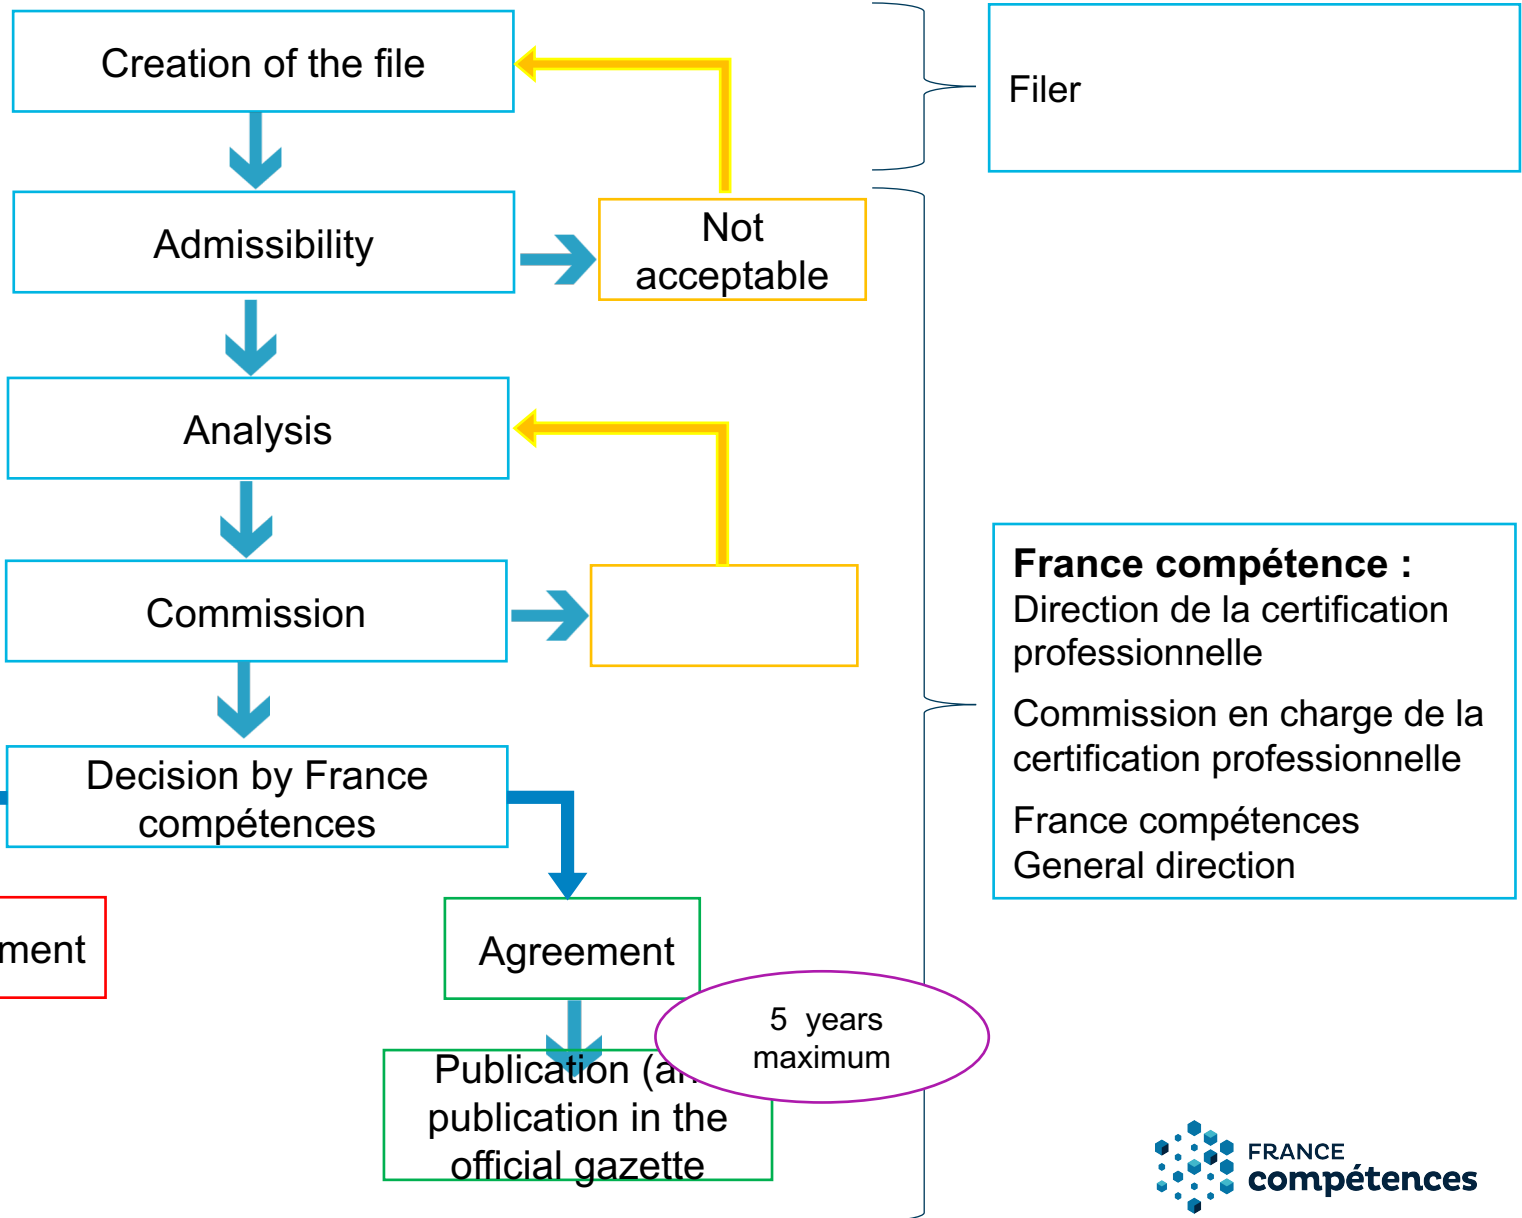 Creation of the file
Filer
Admissibility
Not
acceptable
Analysis
Commission
France compétence :
Direction de la certification
professionnelle
Commission en charge de la
certification professionnelle
France compétences
General direction
Decision by France
compétences
ment
Agreement
5 years
maximum
Publication (an
publication in the
official gazette
FRANCE
compétences